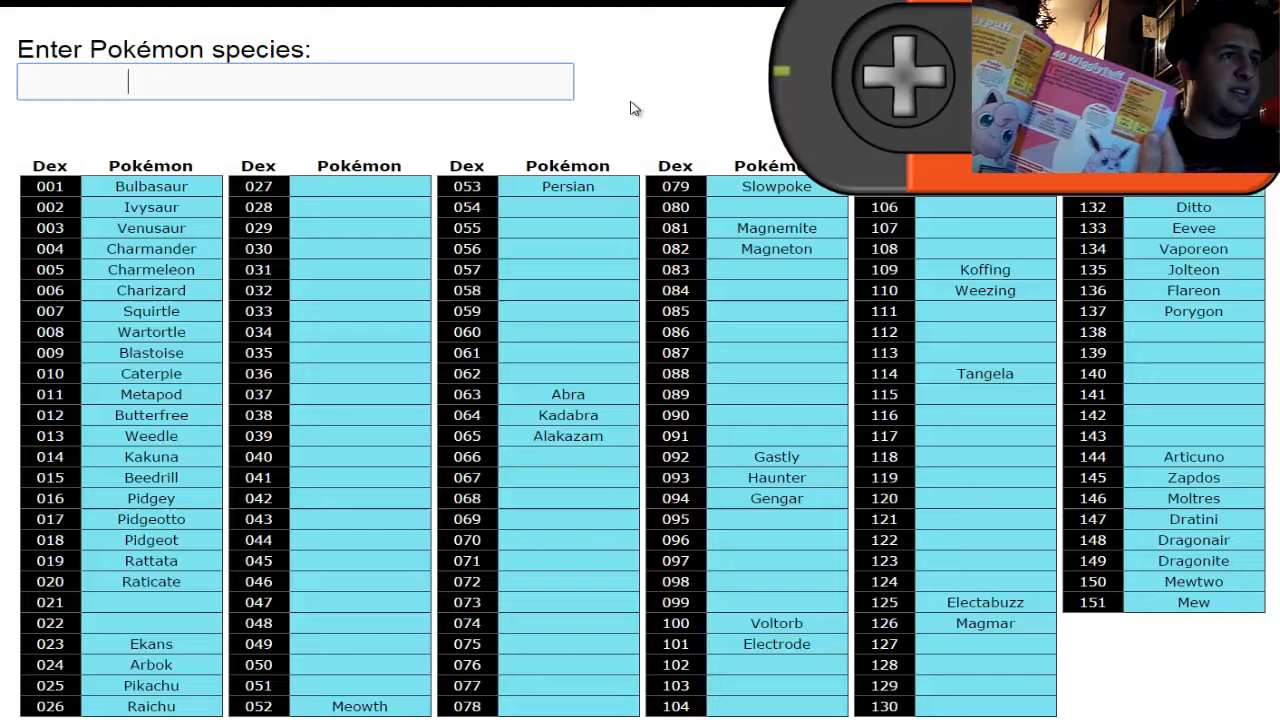 Enter Pokémon species:
40 Wigglytuff
Dex Pokémon Dex Pokémon Dex Pokémon Dex
001 Bulbasaur 027 053 Persian 079 Slowpoke
002 Ivysaur 028 054 080 106 132 Ditto
003 Venusaur 029 055 081 Magnemite 107 133 Eevee
004 Charmander 030 056 082 Magneton 108 134 Vaporeon
005 Charmeleon 031 057 083 109 Koffing 135 Jolteon
006 Charizard 032 058 084 110 Weezing 136 Flareon
007 Squirtle 033 059 085 111 137 Porygon
008 Wartortle 034 060 086 112 138
009 Blastoise 035 061 087 113 139
010 Caterpie 036 062 088 114 Tangela 140
011 Metapod 037 063 Abra 089 115 141
012 Butterfree 038 064 Kadabra 090 116 142
013 Weedle 039 065 Alakazam 091 117 143
014 Kakuna 040 066 092 Gastly 118 144 Articuno
015 Beedrill 041 067 093 Haunter 119 145 Zapdos
016 Pidgey 042 068 094 Gengar 120 146 Moltres
017 Pidgeotto 043 069 095 121 147 Dratini
018 Pidgeot 044 070 096 122 148 Dragonair
019 Rattata 045 071 097 123 149 Dragonite
020 Raticate 046 072 098 124 150 Mewtwo
021 047 073 099 125 Electabuzz 151 Mew
022 048 074 100 Voltorb 126 Magmar
023 Ekans 049 075 101 Electrode 127
024 Arbok 050 076 102 128
025 Pikachu 051 077 103 129
026 Raichu 052 Meowth 078 104 130